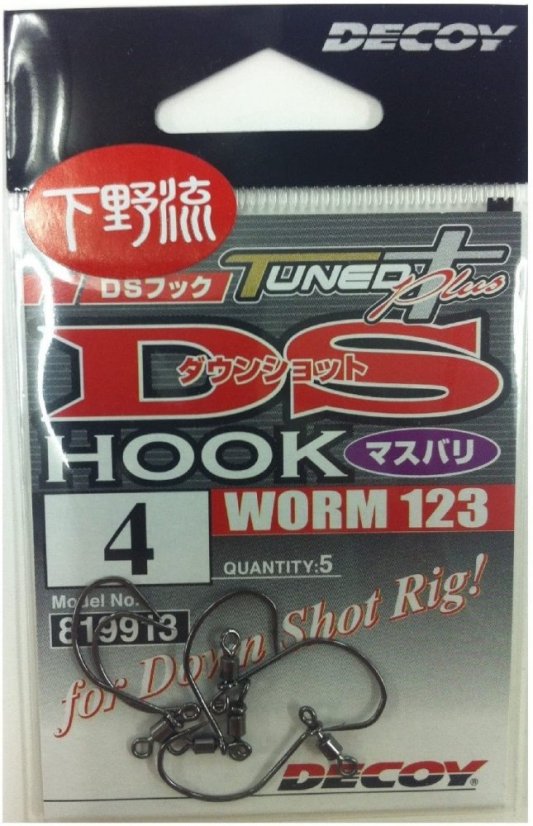 DECOY
下野流
DSフック
TUNED Plus
DS
ダウンショット
HOOK
マスバリ
4
WORM 123
QUANTITY:5
Model No.
819913
for Down Shot Rig!
DECOY®